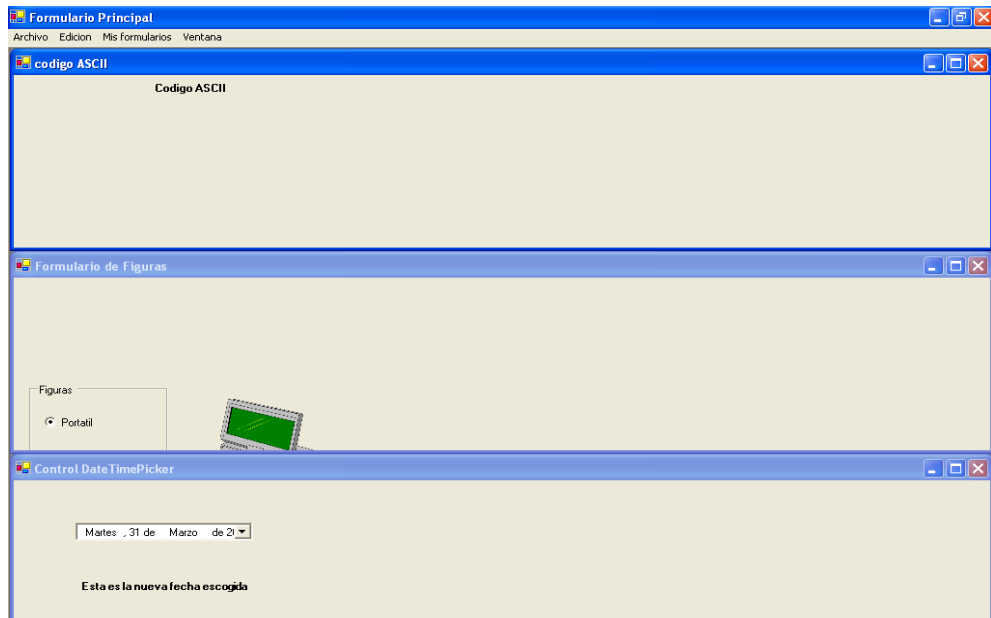 Formulario Principal
Archivo Edicion Mis formularios Ventana
codigo ASCII
Codigo ASCII
Formulario de Figuras
Figuras
Portatil
Control DateTimePicker
Martes , 31 de Marzo de 2
Esta es la nueva fecha escogida